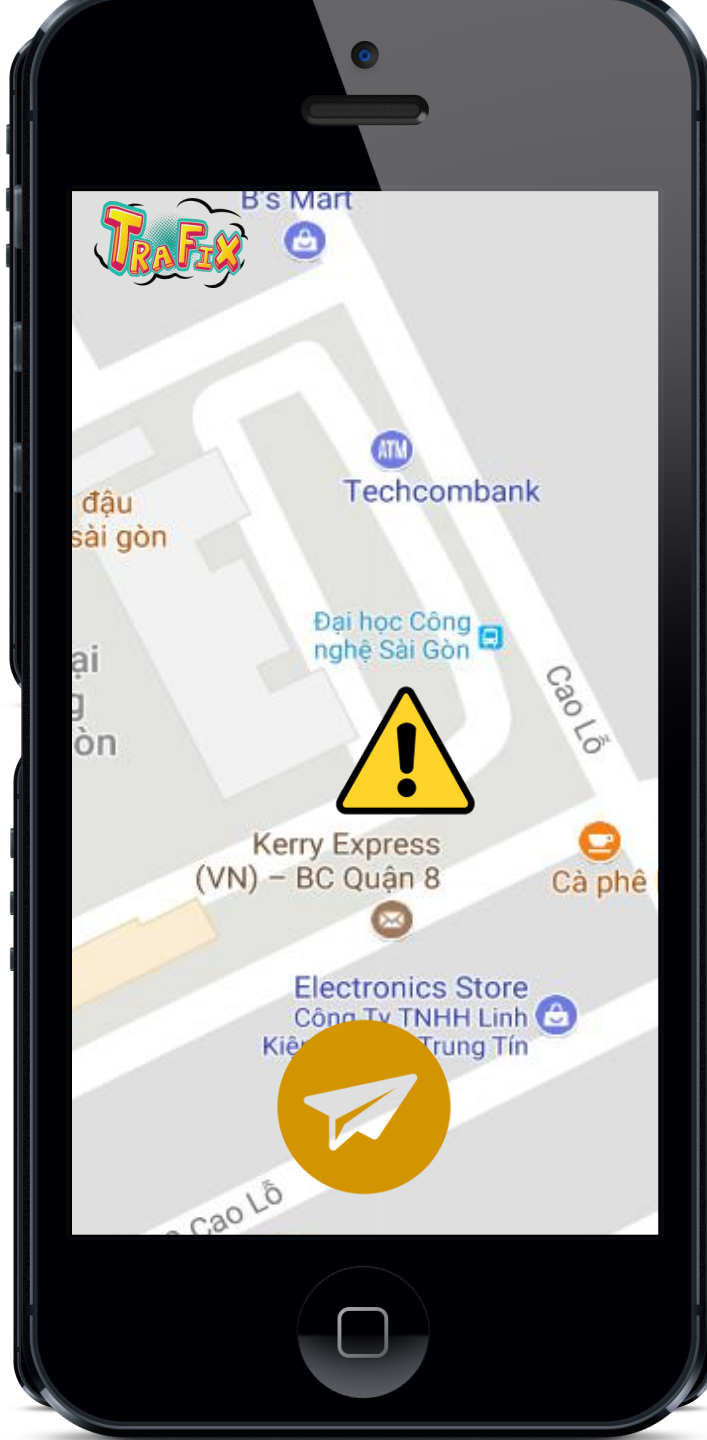 B's Mart
TRAFIX
ATM
Techcombank
đậu
sài gòn
Đại học Công
nghệ Sài Gòn
ại
g
òn
Cao Lỗ
!
Kerry Express
(VN) – BC Quận 8
Cà phê
Electronics Store
Công Ty TNHH Linh
Trung Tín
Cao Lỗ